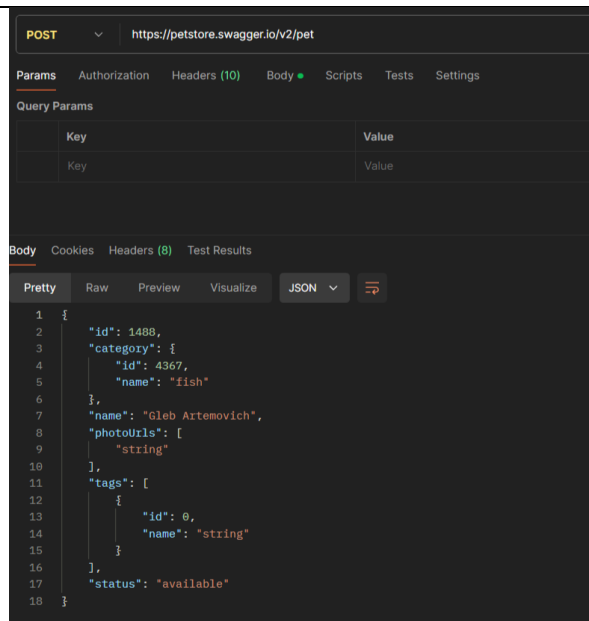 POST https://petstore.swagger.io/v2/pet
Params Authorization Headers (10) Body Scripts Tests Settings
Query Params
Key Value
Key Value
Body Cookies Headers (8) Test Results
Pretty Raw Preview Visualize JSON
1 {
2 "id": 1488,
3 "category": {
4 "id": 4367,
5 "name": "fish"
6 },
7 "name": "Gleb Artemovich",
8 "photoUrls": [
9 "string"
10 ],
11 "tags": [
12 {
13 "id": 0,
14 "name": "string"
15 }
16 ],
17 "status": "available"
18 }